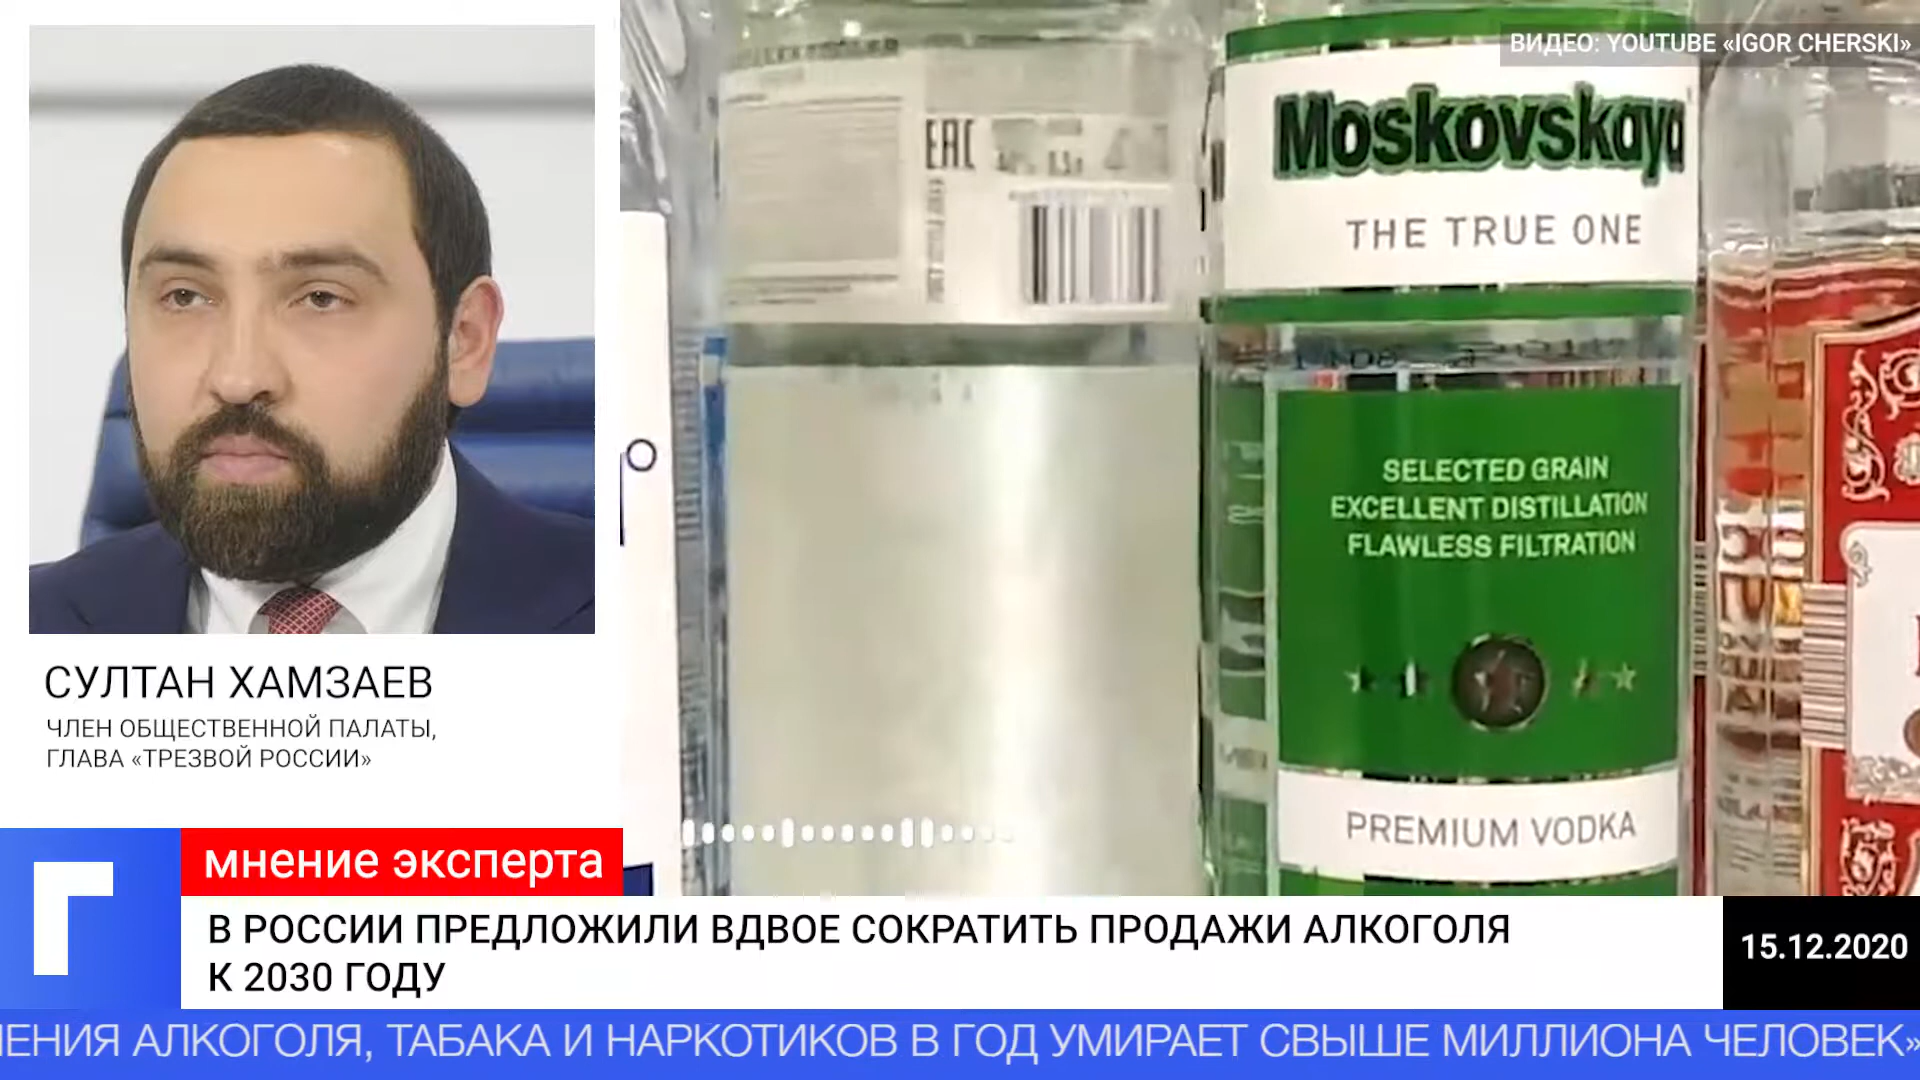 ВИДЕО: YOUTUBE «IGOR CHERSKI»
EAC
Moskovskaya
THE TRUE ONE
SELECTED GRAIN
EXCELLENT DISTILLATION
FLAWLESS FILTRATION
PREMIUM VODKA
СУЛТАН ХАМЗАЕВ
ЧЛЕН ОБЩЕСТВЕННОЙ ПАЛАТЫ,
ГЛАВА «ТРЕЗВОЙ РОССИИ»
Г
мнение эксперта
В РОССИИ ПРЕДЛОЖИЛИ ВДВОЕ СОКРАТИТЬ ПРОДАЖИ АЛКОГОЛЯ
К 2030 ГОДУ
15.12.2020
АЛКОГОЛЯ, ТАБАКА И НАРКОТИКОВ В ГОД УМИРАЕТ СВЫШЕ МИЛЛИОНА ЧЕЛОВЕК»